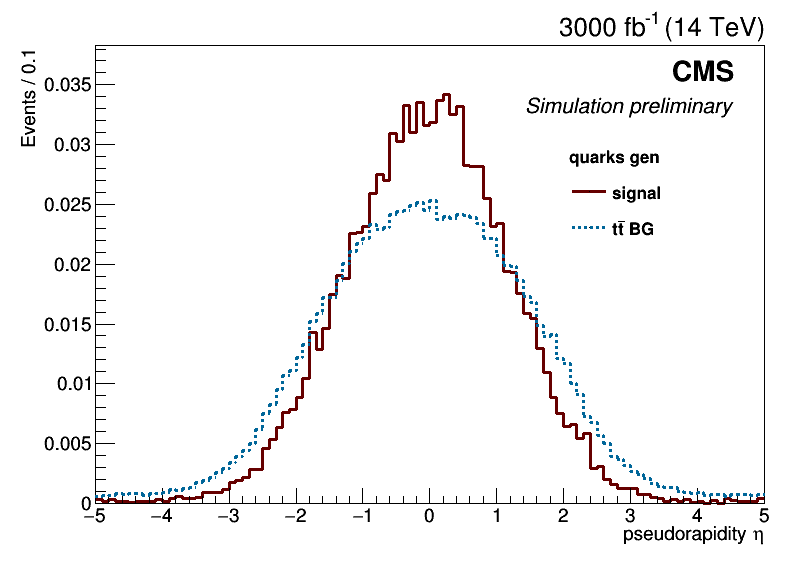 3000 fb⁻¹ (14 TeV)
CMS
Simulation preliminary
quarks gen
signal
tt̄ BG
Events / 0.1
0.035
0.03
0.025
0.02
0.015
0.01
0.005
0
−5 −4 −3 −2 −1 0 1 2 3 4 5
pseudorapidity η